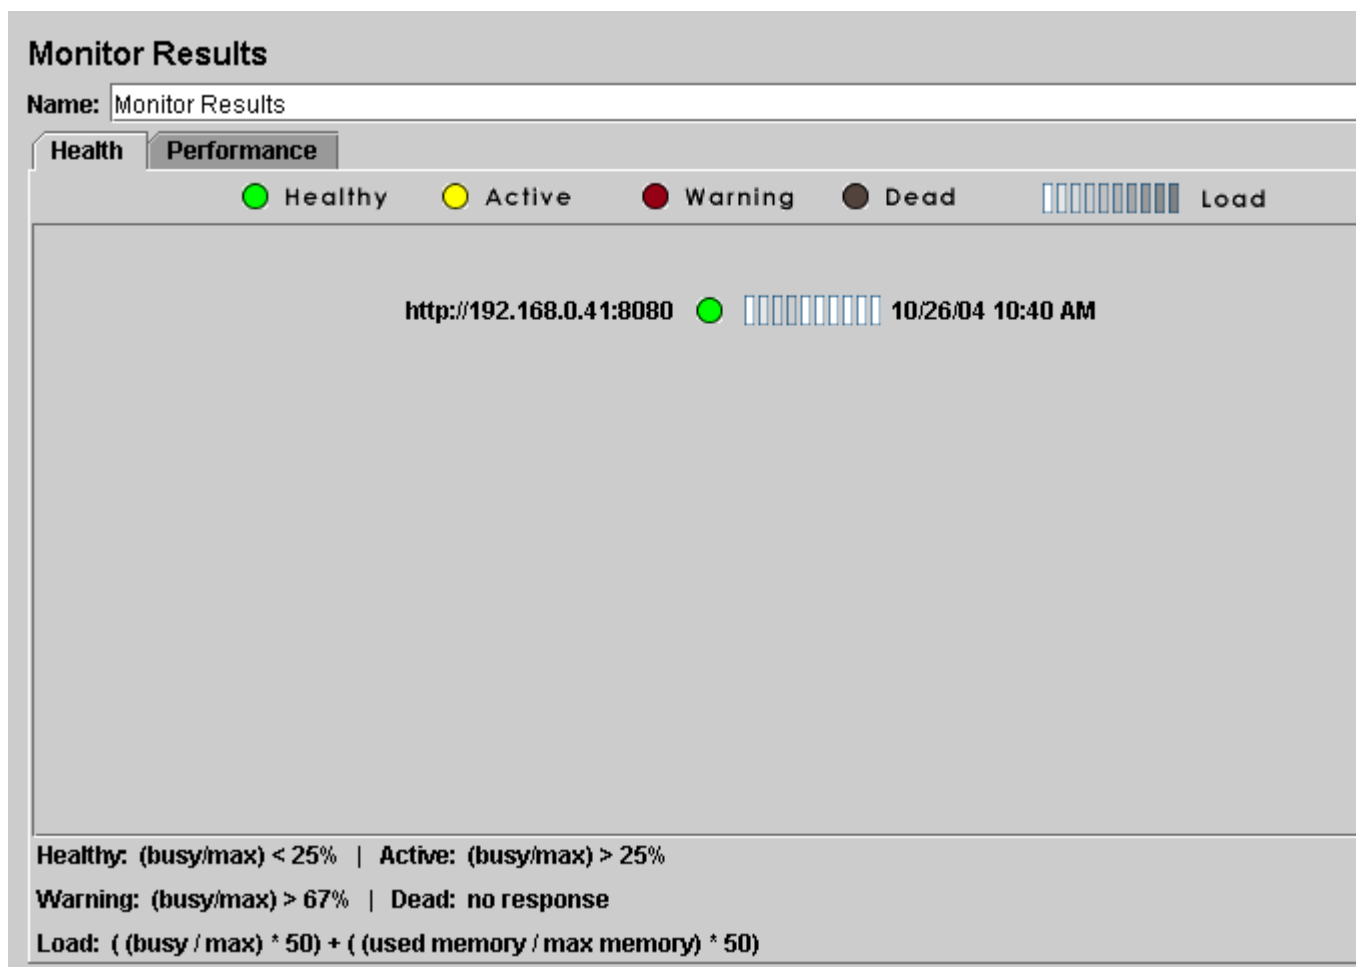 Monitor Results
Name: Monitor Results
Health Performance
Healthy Active Warning Dead Load
http://192.168.0.41:8080 10/26/04 10:40 AM
Healthy: (busy/max) < 25% | Active: (busy/max) > 25%
Warning: (busy/max) > 67% | Dead: no response
Load: ( (busy / max) * 50) + ( (used memory / max memory) * 50)